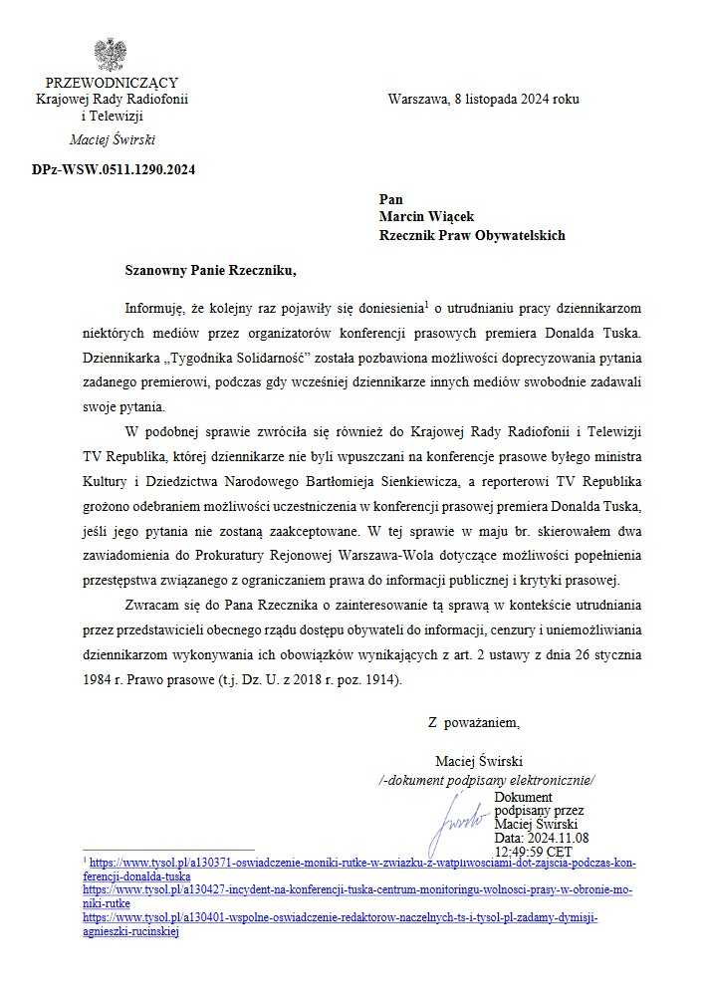 PRZEWODNICZĄCY
Krajowej Rady Radiofonii
i Telewizji
Maciej Świrski
DPz-WSW.0511.1290.2024
Warszawa, 8 listopada 2024 roku
Pan
Marcin Wiącek
Rzecznik Praw Obywatelskich
Szanowny Panie Rzeczniku,
Informuję, że kolejny raz pojawiły się doniesienia1 o utrudnianiu pracy dziennikarzom
niektórych mediów przez organizatorów konferencji prasowych premiera Donalda Tuska.
Dziennikarka „Tygodnika Solidarność” została pozbawiona możliwości doprecyzowania pytania
zadanego premierowi, podczas gdy wcześniej dziennikarze innych mediów swobodnie zadawali
swoje pytania.
W podobnej sprawie zwróciła się również do Krajowej Rady Radiofonii i Telewizji
TV Republika, której dziennikarze nie byli wpuszczani na konferencje prasowe byłego ministra
Kultury i Dziedzictwa Narodowego Bartłomieja Sienkiewicza, a reporterowi TV Republika
grożono odebraniem możliwości uczestniczenia w konferencji prasowej premiera Donalda Tuska,
jeśli jego pytania nie zostaną zaakceptowane. W tej sprawie w maju br. skierowałem dwa
zawiadomienia do Prokuratury Rejonowej Warszawa-Wola dotyczące możliwości popełnienia
przestępstwa związanego z ograniczaniem prawa do informacji publicznej i krytyki prasowej.
Zwracam się do Pana Rzecznika o zainteresowanie tą sprawą w kontekście utrudniania
przez przedstawicieli obecnego rządu dostępu obywateli do informacji, cenzury i uniemożliwiania
dziennikarzom wykonywania ich obowiązków wynikających z art. 2 ustawy z dnia 26 stycznia
1984 r. Prawo prasowe (t.j. Dz. U. z 2018 r. poz. 1914).
Z poważaniem,
Maciej Świrski
/-dokument podpisany elektronicznie/
Dokument
podpisany przez
Maciej Świrski
Data: 2024.11.08
12:49:59 CET
1 https://www.tysol.pl/a130371-oswiadczenie-moniki-rutke-w-zwiazku-z-watpliwosciami-dot-zajscia-podczas-kon-
ferencji-donalda-tuska
https://www.tysol.pl/a130427-incydent-na-konferencji-tuska-centrum-monitoringu-wolnosci-prasy-w-obronie-mo-
niki-rutke
https://www.tysol.pl/a130401-wspolne-oswiadczenie-redaktorow-naczelnych-ts-i-tysol-pl-zadamy-dymisji-
agnieszki-rucinskiej